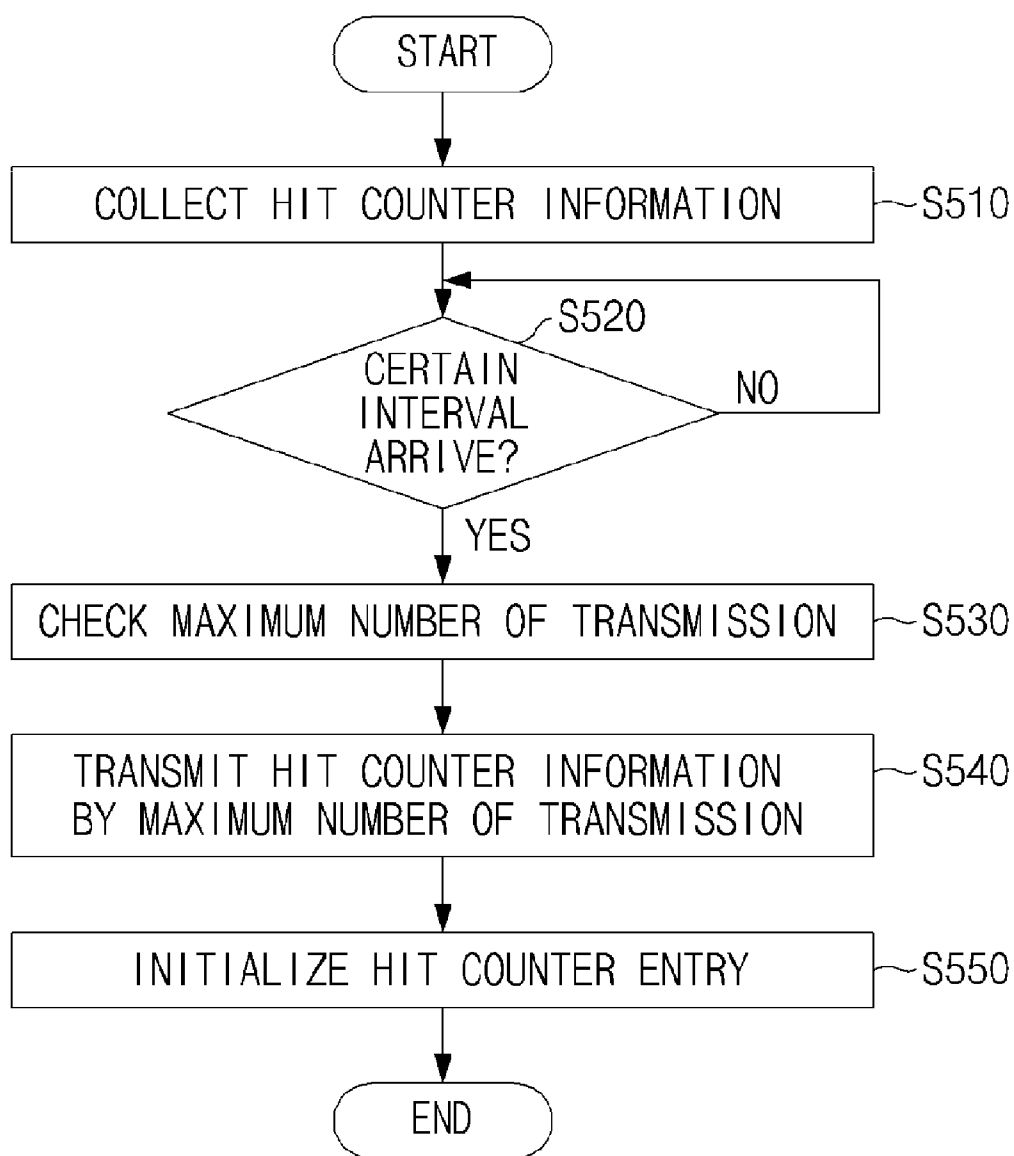 START
COLLECT HIT COUNTER INFORMATION
S510
S520
CERTAIN
INTERVAL
ARRIVE?
NO
YES
CHECK MAXIMUM NUMBER OF TRANSMISSION
S530
TRANSMIT HIT COUNTER INFORMATION
BY MAXIMUM NUMBER OF TRANSMISSION
S540
INITIALIZE HIT COUNTER ENTRY
S550
END